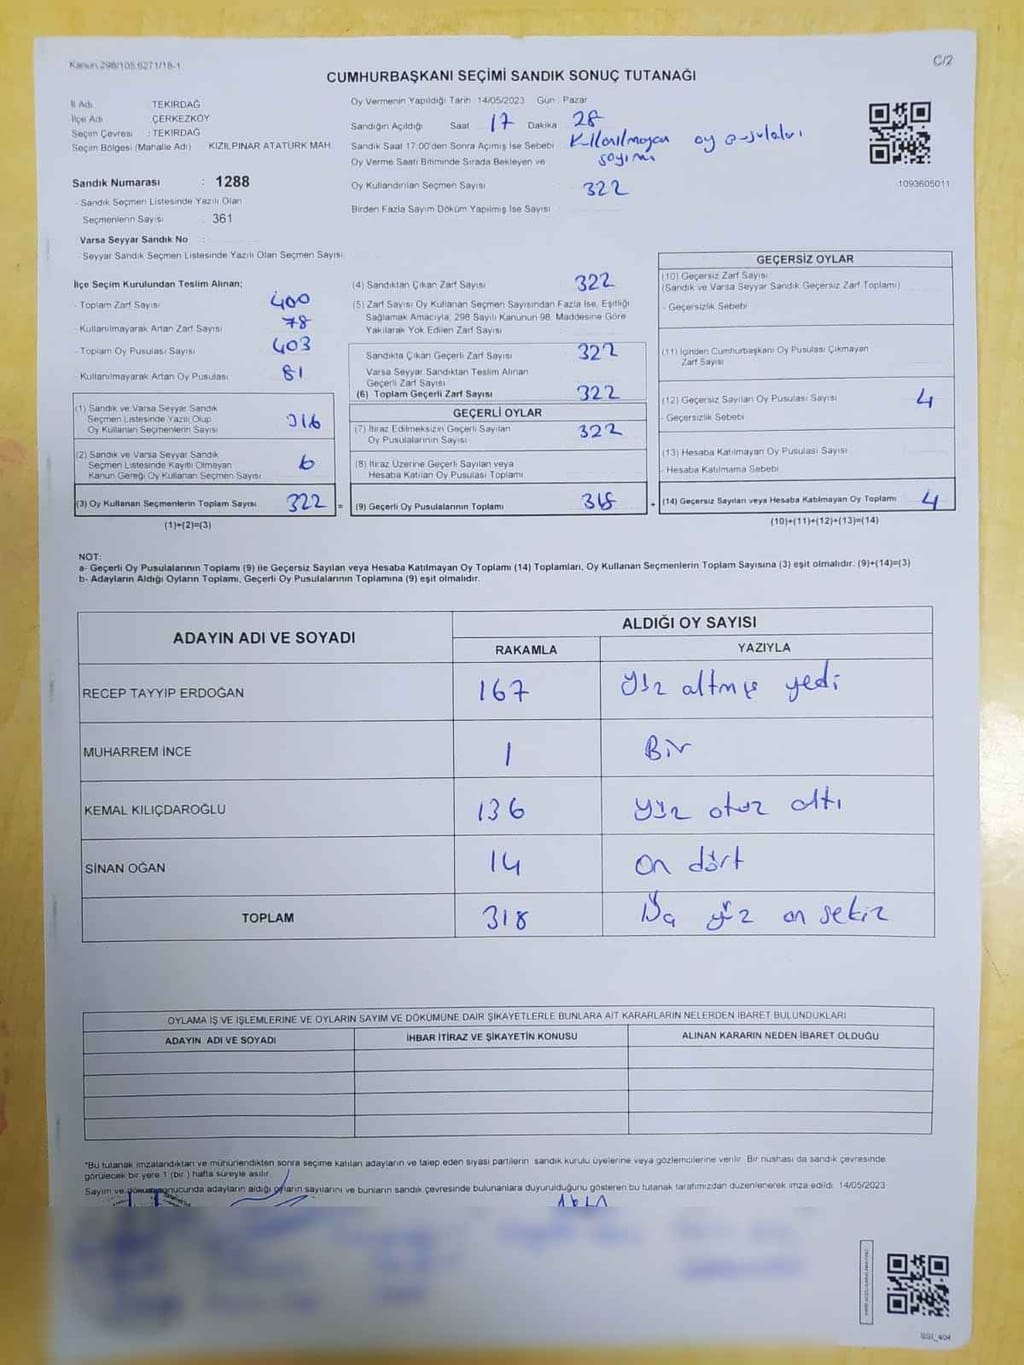 Kanun 298/105 6271/18-1
C/2
CUMHURBAŞKANI SEÇİMİ SANDIK SONUÇ TUTANAĞI
İl Adı TEKİRDAĞ
İlçe Adı ÇERKEZKÖY
Seçim Çevresi : TEKİRDAĞ
Seçim Bölgesi (Mahalle Adı) KIZILPINAR ATATÜRK MAH
Oy Vermenin Yapıldığı Tarih 14/05/2023 Gün Pazar
Sandığın Açıldığı Saat 17 Dakika 28
Sandık Saat 17.00'den Sonra Açımış İse Sebebi Kullanılmayan oy pusulaları sayımı
Oy Verme Saati Bitiminde Sırada Bekleyen ve
Oy Kullandırılan Seçmen Sayısı 322
Birden Fazla Sayım Döküm Yapılmış İse Sayısı
1093605011
Sandık Numarası : 1288
- Sandık Seçmen Listesinde Yazılı Olan
Seçmenlerin Sayısı : 361
Varsa Seyyar Sandık No :
- Seyyar Sandık Seçmen Listesinde Yazılı Olan Seçmen Sayısı
İlçe Seçim Kurulundan Teslim Alınan;
- Toplam Zarf Sayısı 400
- Kullanılmayarak Artan Zarf Sayısı 78
- Toplam Oy Pusulası Sayısı 403
- Kullanılmayarak Artan Oy Pusulası 81
(1) Sandık ve Varsa Seyyar Sandık
Seçmen Listesinde Yazılı Olup
Oy Kullanan Seçmenlerin Sayısı 316
(2) Sandık ve Varsa Seyyar Sandık
Seçmen Listesinde Kayıtlı Olmayan
Kanun Gereği Oy Kullanan Seçmen Sayısı 6
(3) Oy Kullanan Seçmenlerin Toplam Sayısı 322 =
(1)+(2)=(3)
(4) Sandıktan Çıkan Zarf Sayısı 322
(5) Zarf Sayısı Oy Kullanan Seçmen Sayısından Fazla İse, Eşitliği
Sağlamak Amacıyla, 298 Sayılı Kanunun 98. Maddesine Göre
Yakılarak Yok Edilen Zarf Sayısı
Sandıkta Çıkan Geçerli Zarf Sayısı 322
Varsa Seyyar Sandıktan Teslim Alınan
Geçerli Zarf Sayısı
(6) Toplam Geçerli Zarf Sayısı 322
GEÇERLİ OYLAR
(7) İtiraz Edilmeksizin Geçerli Sayılan
Oy Pusulalarının Sayısı 322
(8) İtiraz Üzerine Geçerli Sayılan veya
Hesaba Katılan Oy Pusulası Toplamı
(9) Geçerli Oy Pusulalarının Toplamı 318 +
GEÇERSİZ OYLAR
(10) Geçersiz Zarf Sayısı
(Sandık ve Varsa Seyyar Sandık Geçersiz Zarf Toplamı)
- Geçersizlik Sebebi
(11) İçinden Cumhurbaşkanı Oy Pusulası Çıkmayan
Zarf Sayısı
(12) Geçersiz Sayılan Oy Pusulası Sayısı 4
- Geçersizlik Sebebi
(13) Hesaba Katılmayan Oy Pusulası Sayısı
- Hesaba Katılmama Sebebi
(14) Geçersiz Sayılan veya Hesaba Katılmayan Oy Toplamı 4
(10)+(11)+(12)+(13)=(14)
NOT:
a- Geçerli Oy Pusulalarının Toplamı (9) ile Geçersiz Sayılan veya Hesaba Katılmayan Oy Toplamı (14) Toplamları, Oy Kullanan Seçmenlerin Toplam Sayısına (3) eşit olmalıdır. (9)+(14)=(3)
b- Adayların Aldığı Oyların Toplamı, Geçerli Oy Pusulalarının Toplamına (9) eşit olmalıdır.
ADAYIN ADI VE SOYADI
ALDIĞI OY SAYISI
RAKAMLA YAZIYLA
RECEP TAYYIP ERDOĞAN 167 Yüz altmış yedi
MUHARREM İNCE 1 Bir
KEMAL KILIÇDAROĞLU 136 Yüz otuz altı
SİNAN OĞAN 14 On dört
TOPLAM 318 Üç yüz on sekiz
OYLAMA İŞ VE İŞLEMLERİNE VE OYLARIN SAYIM VE DÖKÜMÜNE DAİR ŞİKAYETLERLE BUNLARA AİT KARARLARIN NELERDEN İBARET BULUNDUKLARI
ADAYIN ADI VE SOYADI İHBAR İTİRAZ VE ŞİKAYETİN KONUSU ALINAN KARARIN NEDEN İBARET OLDUĞU
*Bu tutanak imzalandıktan ve mühürlendikten sonra seçime katılan adayların ve talep eden siyasi partilerin sandık kurulu üyelerine veya gözlemcilerine verilir. Bir nushası da sandık çevresinde
görülecek bir yere 1 (bir) hafta süreyle asılır.
Sayım ve dökümü sonucunda adayların aldığı oyların sayılarını ve bunların sandık çevresinde bulunanlara duyurulduğunu gösteren bu tutanak tarafımızdan düzenlenerek imza edildi. 14/05/2023